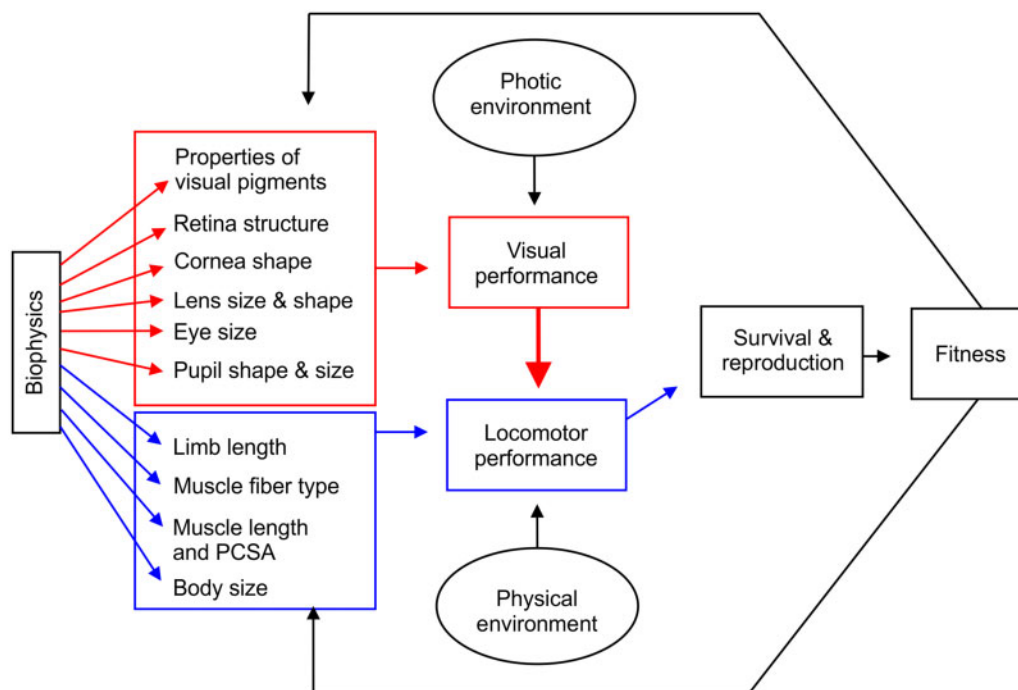 Photic
environment
Properties of
visual pigments
Retina structure
Cornea shape
Lens size & shape
Eye size
Pupil shape & size
Biophysics
Visual
performance
Survival &
reproduction
Fitness
Limb length
Muscle fiber type
Muscle length
and PCSA
Body size
Locomotor
performance
Physical
environment